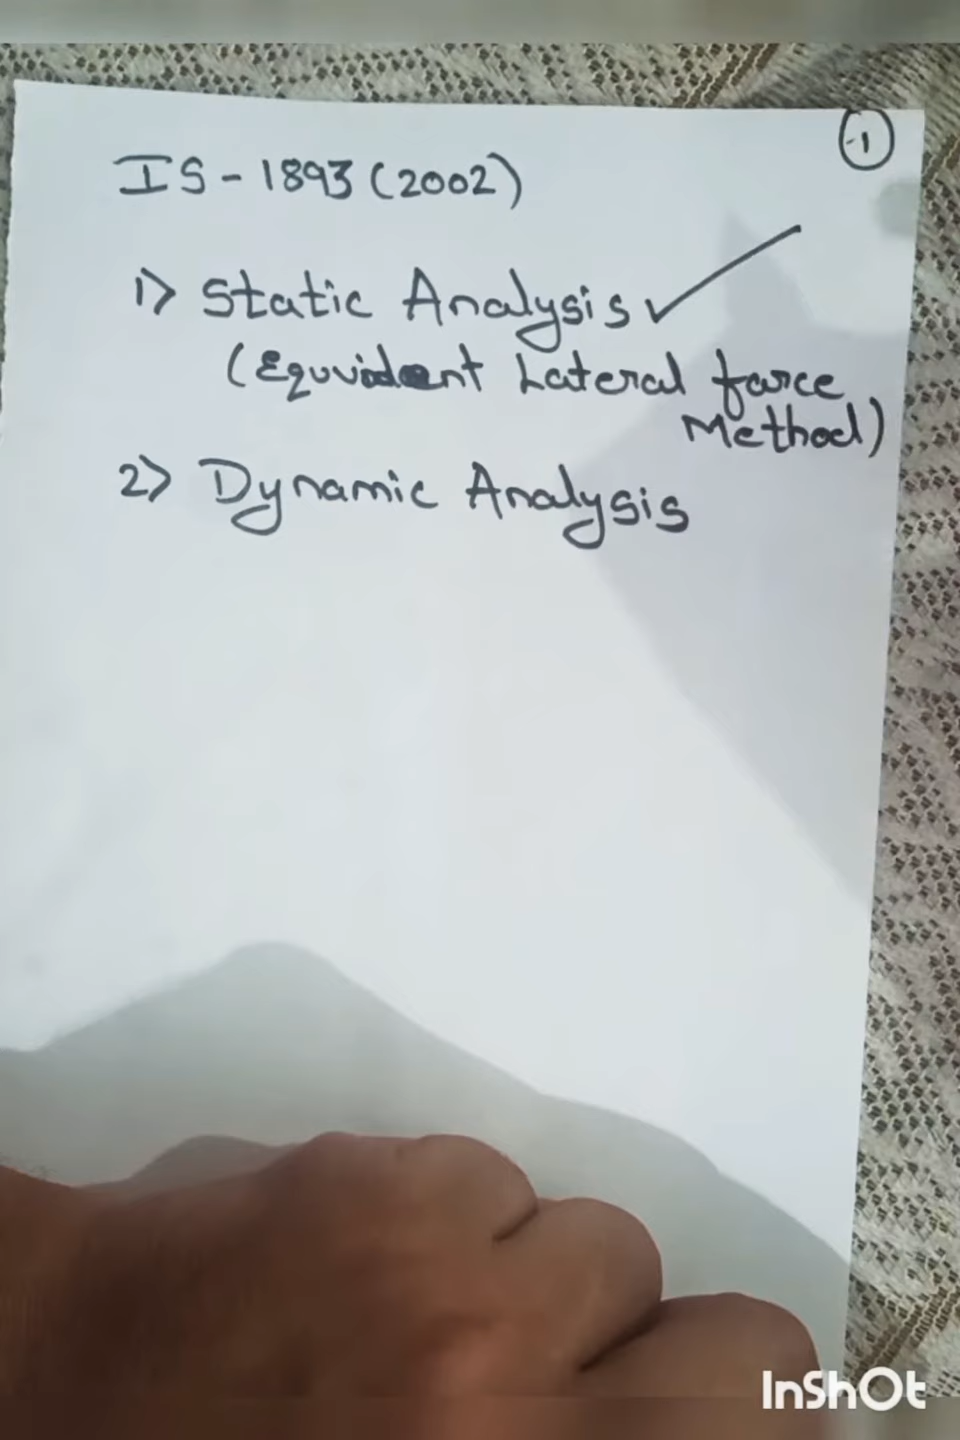 1
IS - 1893 (2002)
1) Static Analysis ✓
(Equivalent Lateral force
Method)
2) Dynamic Analysis
InShOt